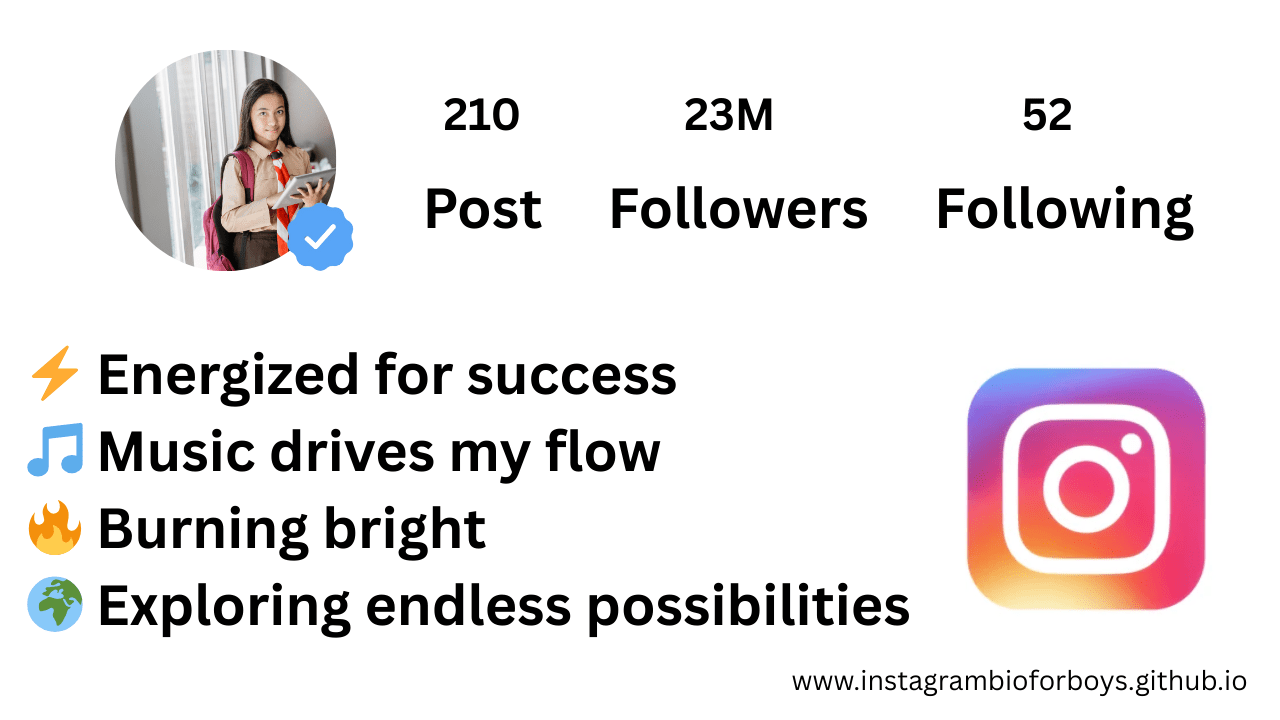 210 23M 52
Post Followers Following
⚡ Energized for success
🎵 Music drives my flow
🔥 Burning bright
🌍 Exploring endless possibilities
www.instagrambioforboys.github.io